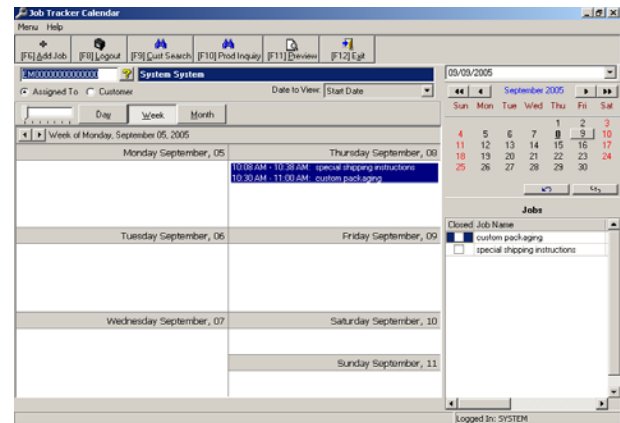 Job Tracker Calendar
Menu Help
[F6] Add Job [F8] Logout [F9] Cust Search [F10] Prod Inquiry [F11] Preview [F12] Exit
System System
Assigned To Customer Date to View: Start Date
Day Week Month
Week of Monday, September 05, 2005
Monday September, 05
Thursday September, 08
10:08 AM - 10:38 AM: special shipping instructions
10:30 AM - 11:00 AM: custom packaging
Tuesday September, 06
Friday September, 09
Wednesday September, 07
Saturday September, 10
Sunday September, 11
09/09/2005
September 2005
Sun Mon Tue Wed Thu Fri Sat
1 2 3
4 5 6 7 8 9 10
11 12 13 14 15 16 17
18 19 20 21 22 23 24
25 26 27 28 29 30
Jobs
Closed Job Name
custom packaging
special shipping instructions
Logged In: SYSTEM